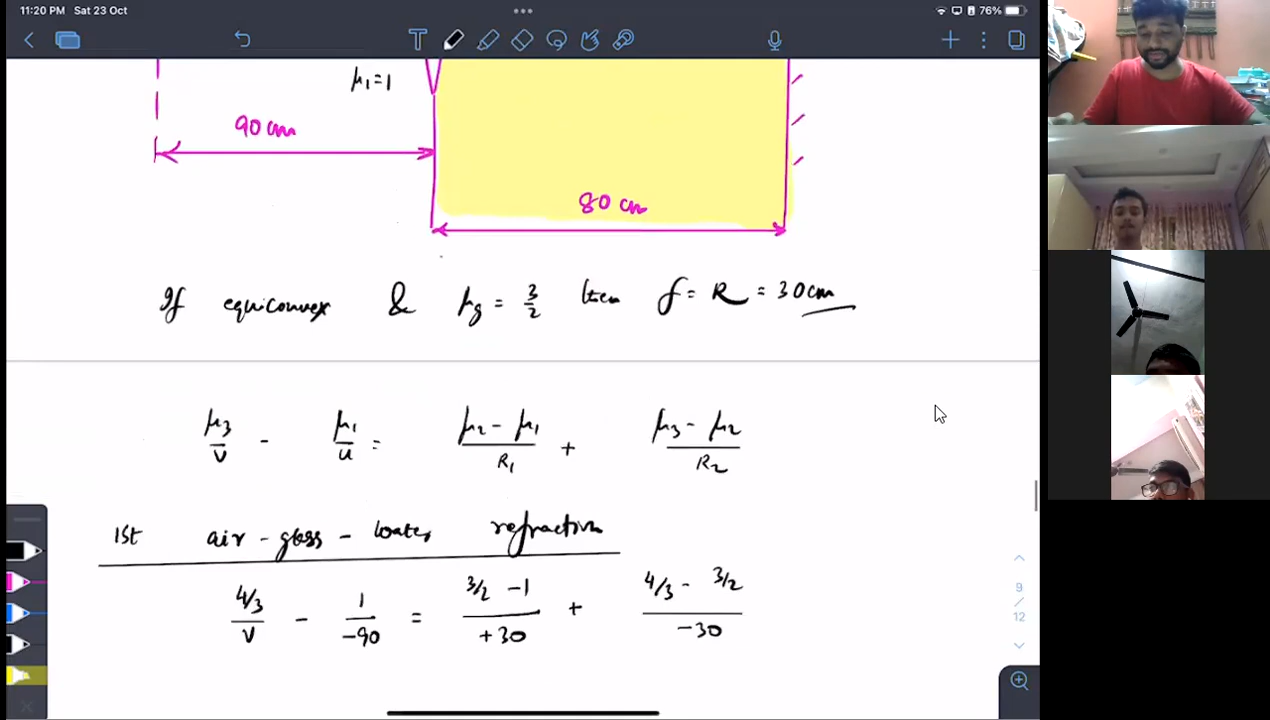 11:20 PM Sat 23 Oct
76%
T
μ₁=1
90 cm
80 cm
If equiconvex & μg = 3/2 then f = R = 30cm
μ₃/v - μ₁/u = μ₂ - μ₁/R₁ + μ₃ - μ₂/R₂
1st air - glass - water refraction
4/3/v - 1/-90 = 3/2 - 1/+30 + 4/3 - 3/2/-30
9
/
12